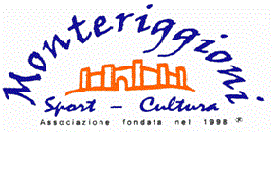 Monteriggioni
Sport - Cultura
Associazione fondata nel 1998 ®